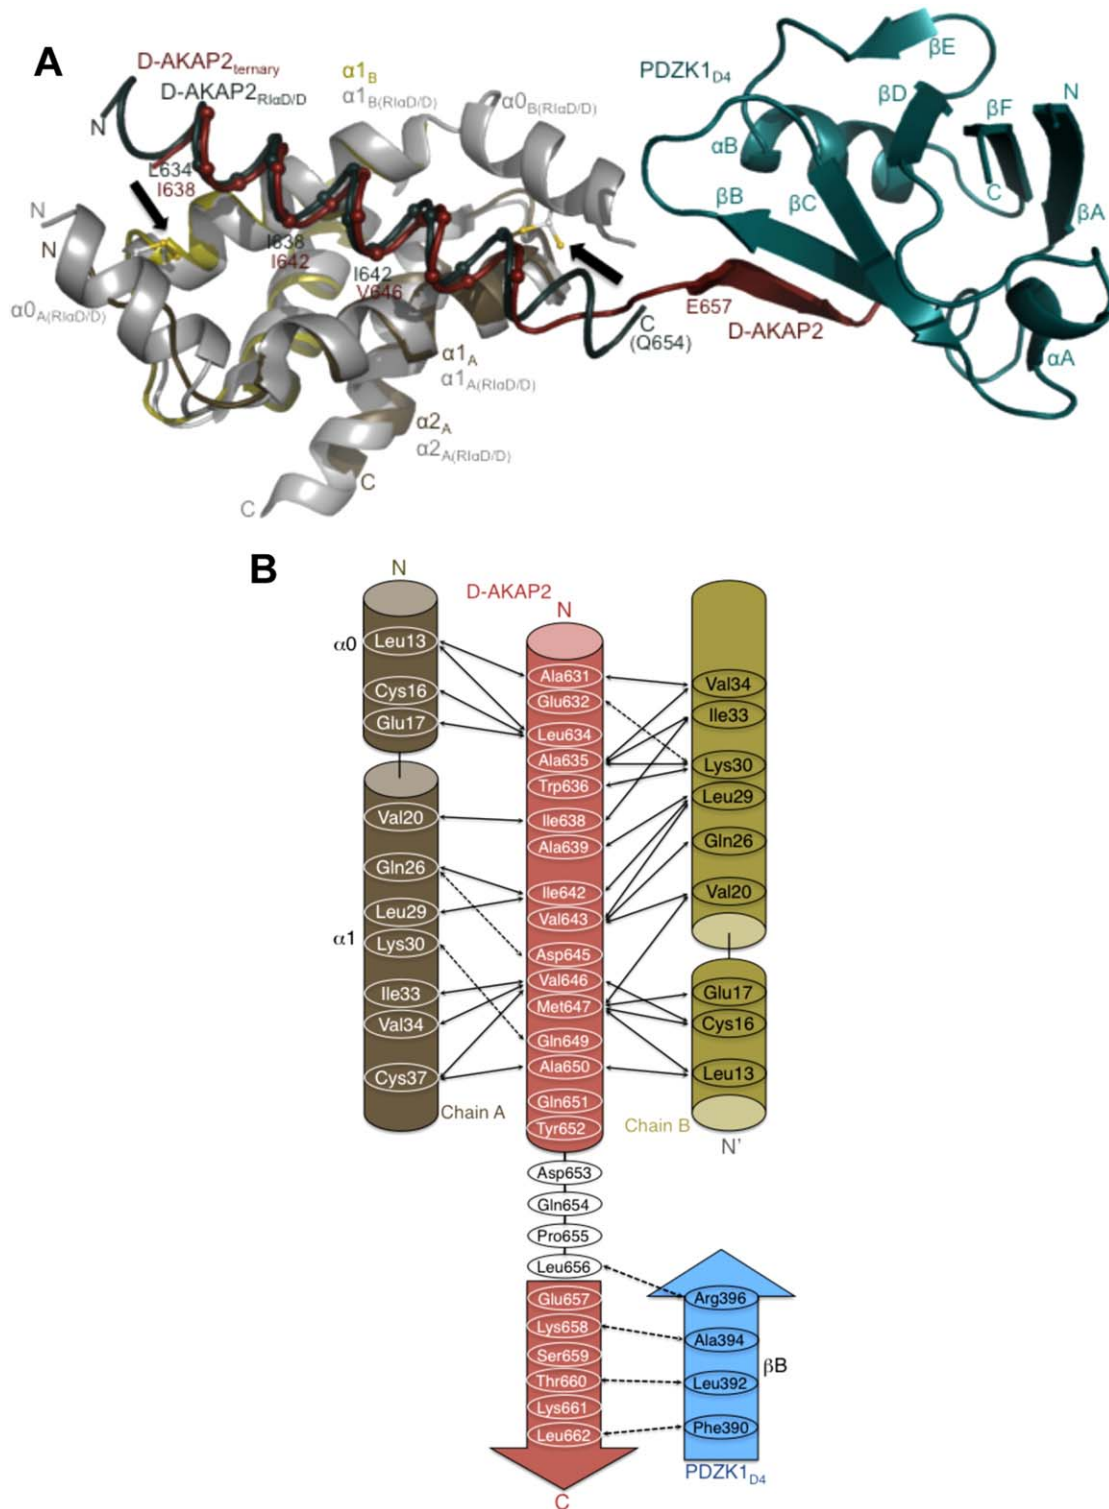 A
D-AKAP2ternary
D-AKAP2RIαD/D
α1B
α1B(RIαD/D)
α0B(RIαD/D)
PDZK1D4
βE
βD
βF
N
αB
βB
βC
C
βA
N
L634
I638
N
N
I638
I642
I642
V646
α0A(RIαD/D)
C
(Q654)
E657
D-AKAP2
αA
α1A
α1A(RIαD/D)
α2A
α2A(RIαD/D)
C
C
B
N
D-AKAP2
N
α0
Leu13
Cys16
Glu17
Val20
Gln26
Leu29
α1
Lys30
Ile33
Val34
Cys37
Chain A
Ala631
Glu632
Leu634
Ala635
Trp636
Ile638
Ala639
Ile642
Val643
Asp645
Val646
Met647
Gln649
Ala650
Gln651
Tyr652
Asp653
Gln654
Pro655
Leu656
Glu657
Lys658
Ser659
Thr660
Lys661
Leu662
C
Val34
Ile33
Lys30
Leu29
Gln26
Val20
Glu17
Cys16
Leu13
Chain B
N'
Arg396
Ala394
βB
Leu392
Phe390
PDZK1D4